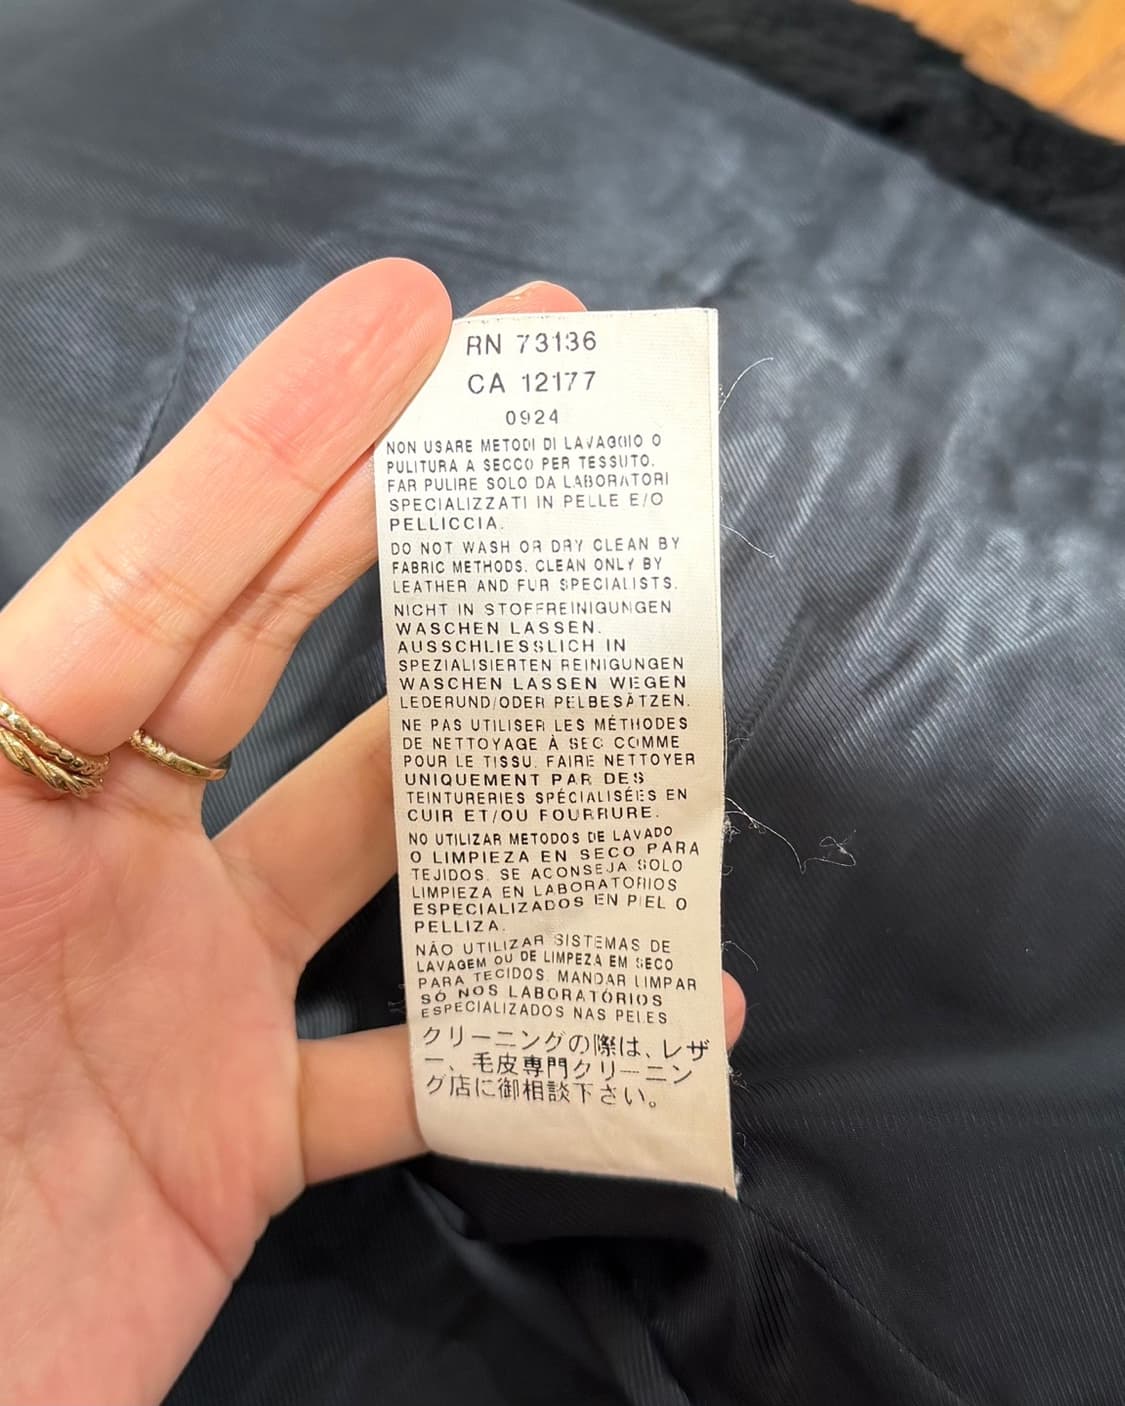 RN 73136
CA 12177
0924
NON USARE METODI DI LAVAGGIO O
PULITURA A SECCO PER TESSUTO.
FAR PULIRE SOLO DA LABORATORI
SPECIALIZZATI IN PELLE E/O
PELLICCIA.
DO NOT WASH OR DRY CLEAN BY
FABRIC METHODS. CLEAN ONLY BY
LEATHER AND FUR SPECIALISTS.
NICHT IN STOFFREINIGUNGEN
WASCHEN LASSEN.
AUSSCHLIESSLICH IN
SPEZIALISIERTEN REINIGUNGEN
WASCHEN LASSEN WEGEN
LEDERUND/ODER PELBESÄTZEN.
NE PAS UTILISER LES MÉTHODES
DE NETTOYAGE À SEC COMME
POUR LE TISSU. FAIRE NETTOYER
UNIQUEMENT PAR DES
TEINTURERIES SPÉCIALISÉES EN
CUIR ET/OU FOURRURE.
NO UTILIZAR METODOS DE LAVADO
O LIMPIEZA EN SECO PARA
TEJIDOS. SE ACONSEJA SOLO
LIMPIEZA EN LABORATORIOS
ESPECIALIZADOS EN PIEL O
PELLIZA.
NÃO UTILIZAR SISTEMAS DE
LAVAGEM OU DE LIMPEZA EM SECO
PARA TECIDOS. MANDAR LIMPAR
SÓ NOS LABORATÓRIOS
ESPECIALIZADOS NAS PELES
クリーニングの際は、レザ
ー、毛皮専門クリーニン
グ店に御相談下さい。